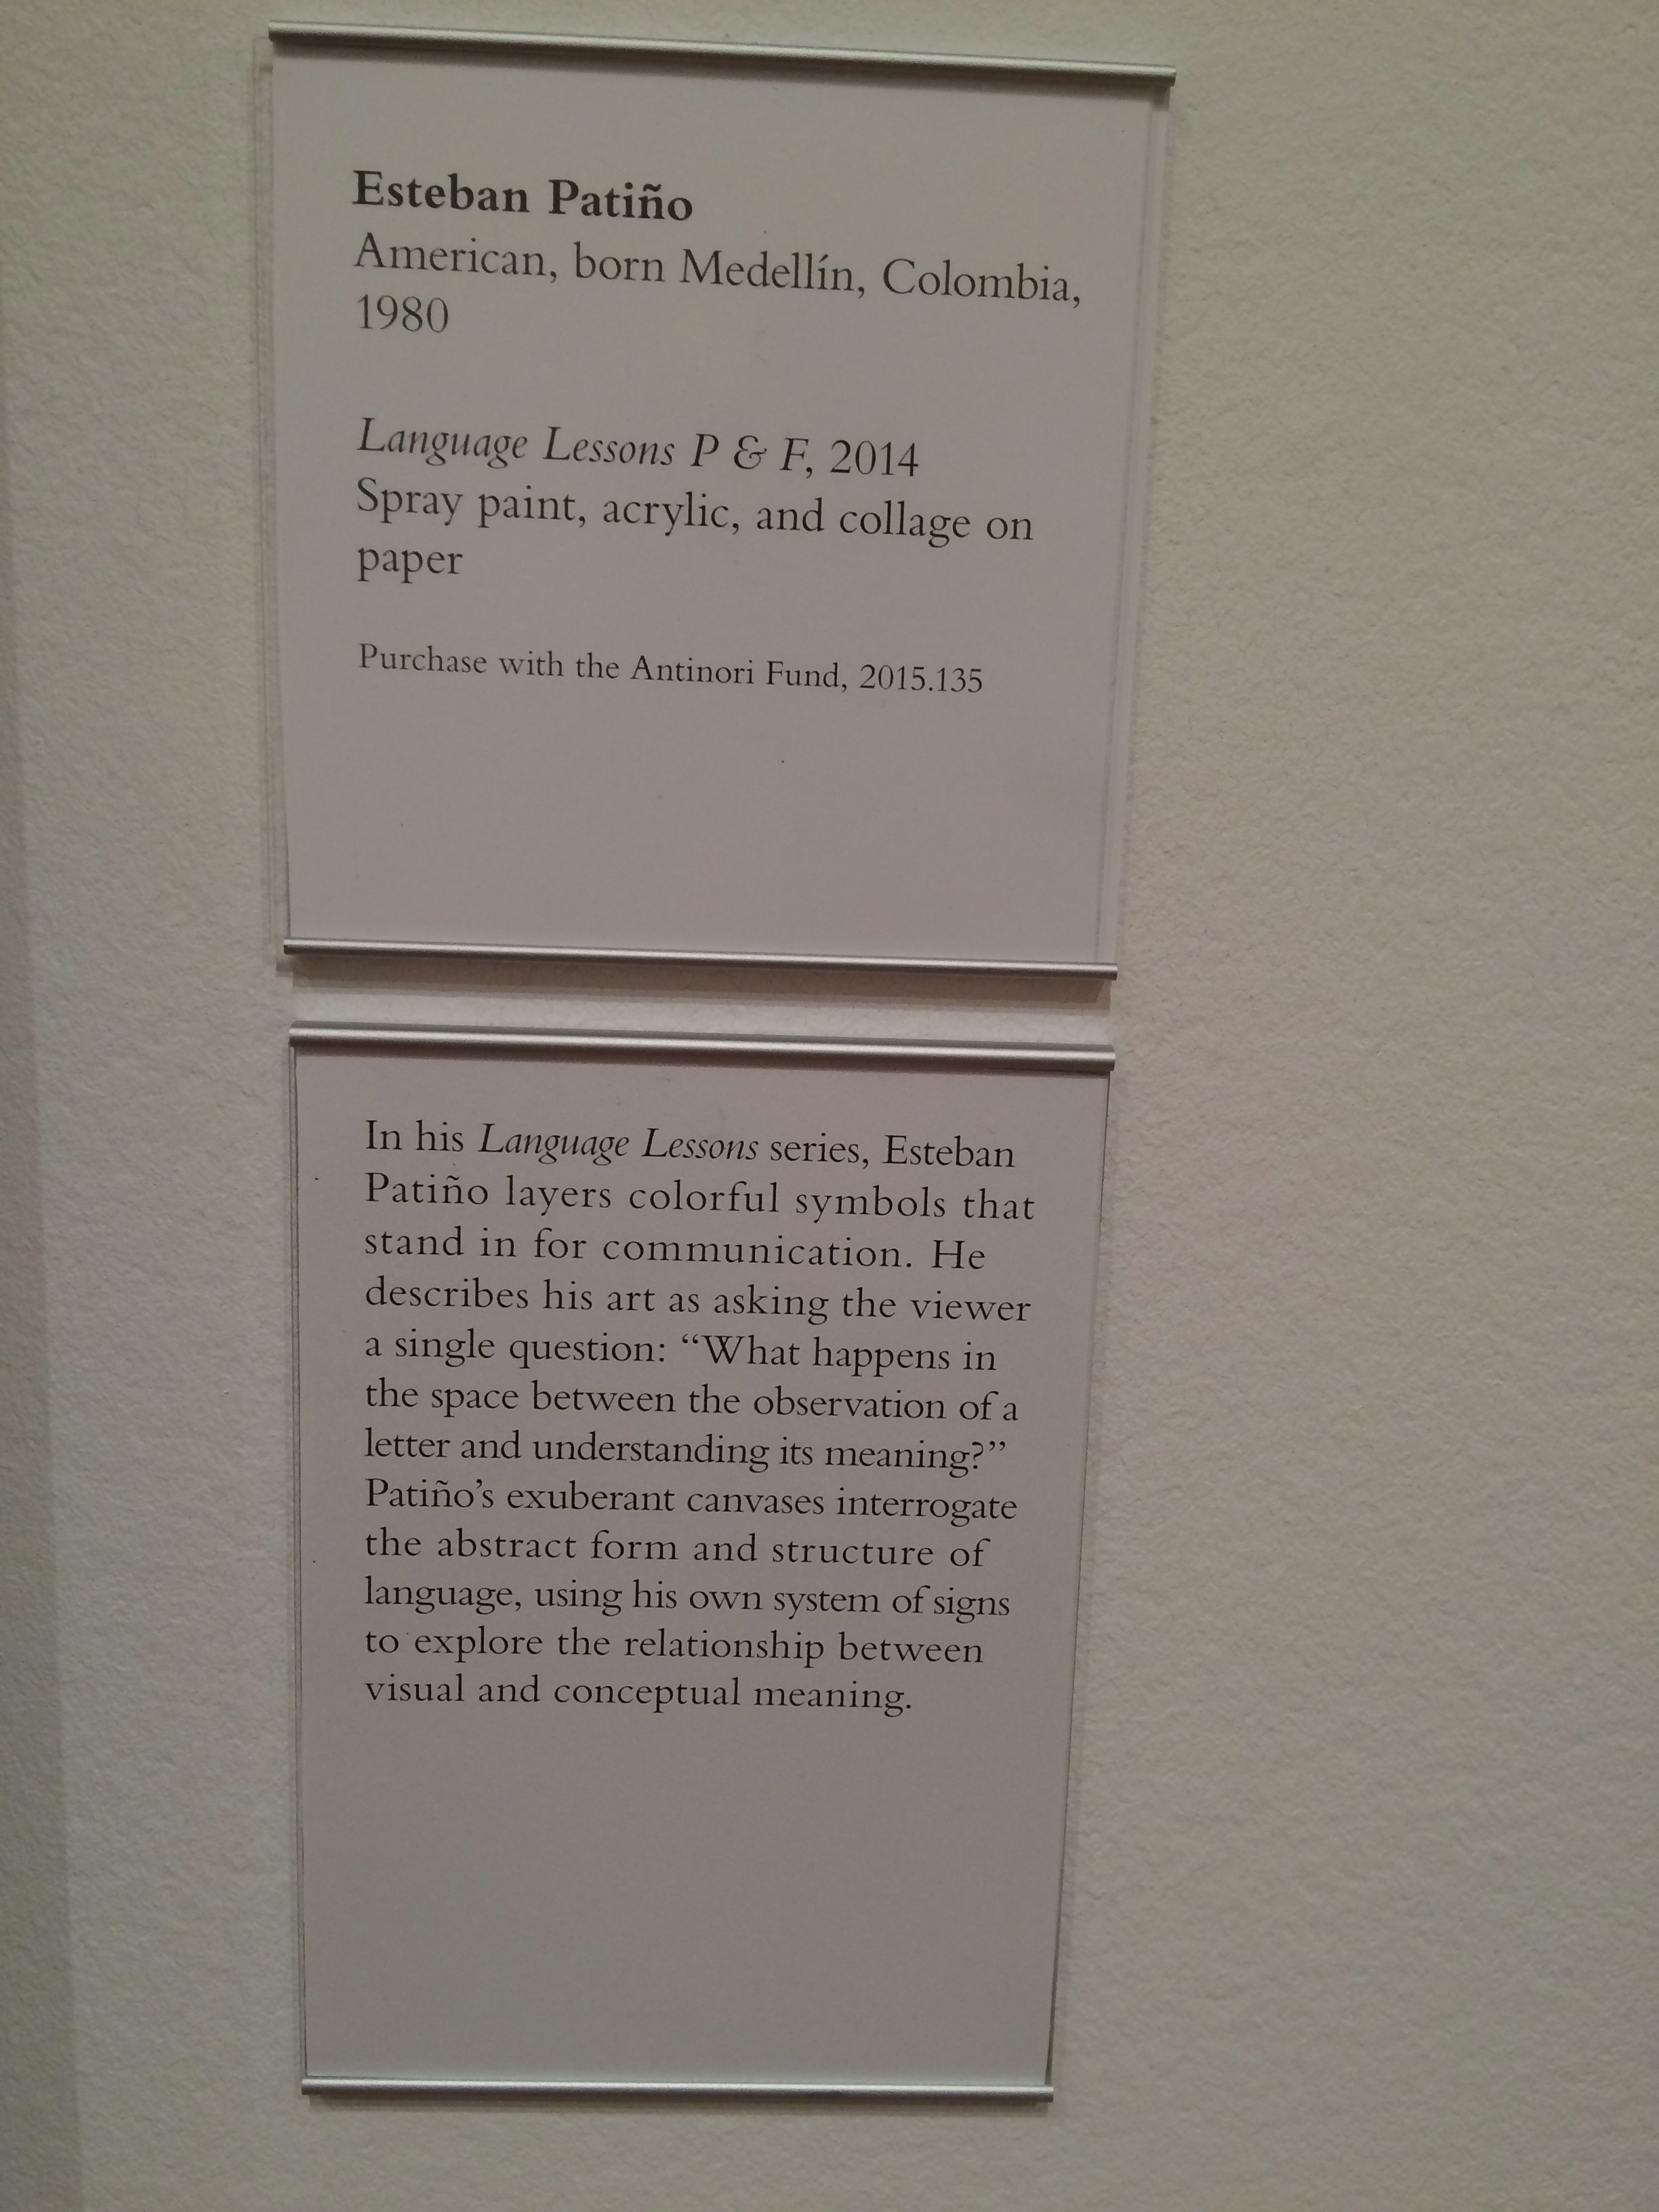 Esteban Patiño
American, born Medellín, Colombia,
1980
Language Lessons P & F, 2014
Spray paint, acrylic, and collage on
paper
Purchase with the Antinori Fund, 2015.135
In his Language Lessons series, Esteban
Patiño layers colorful symbols that
stand in for communication. He
describes his art as asking the viewer
a single question: “What happens in
the space between the observation of a
letter and understanding its meaning?”
Patiño’s exuberant canvases interrogate
the abstract form and structure of
language, using his own system of signs
to explore the relationship between
visual and conceptual meaning.